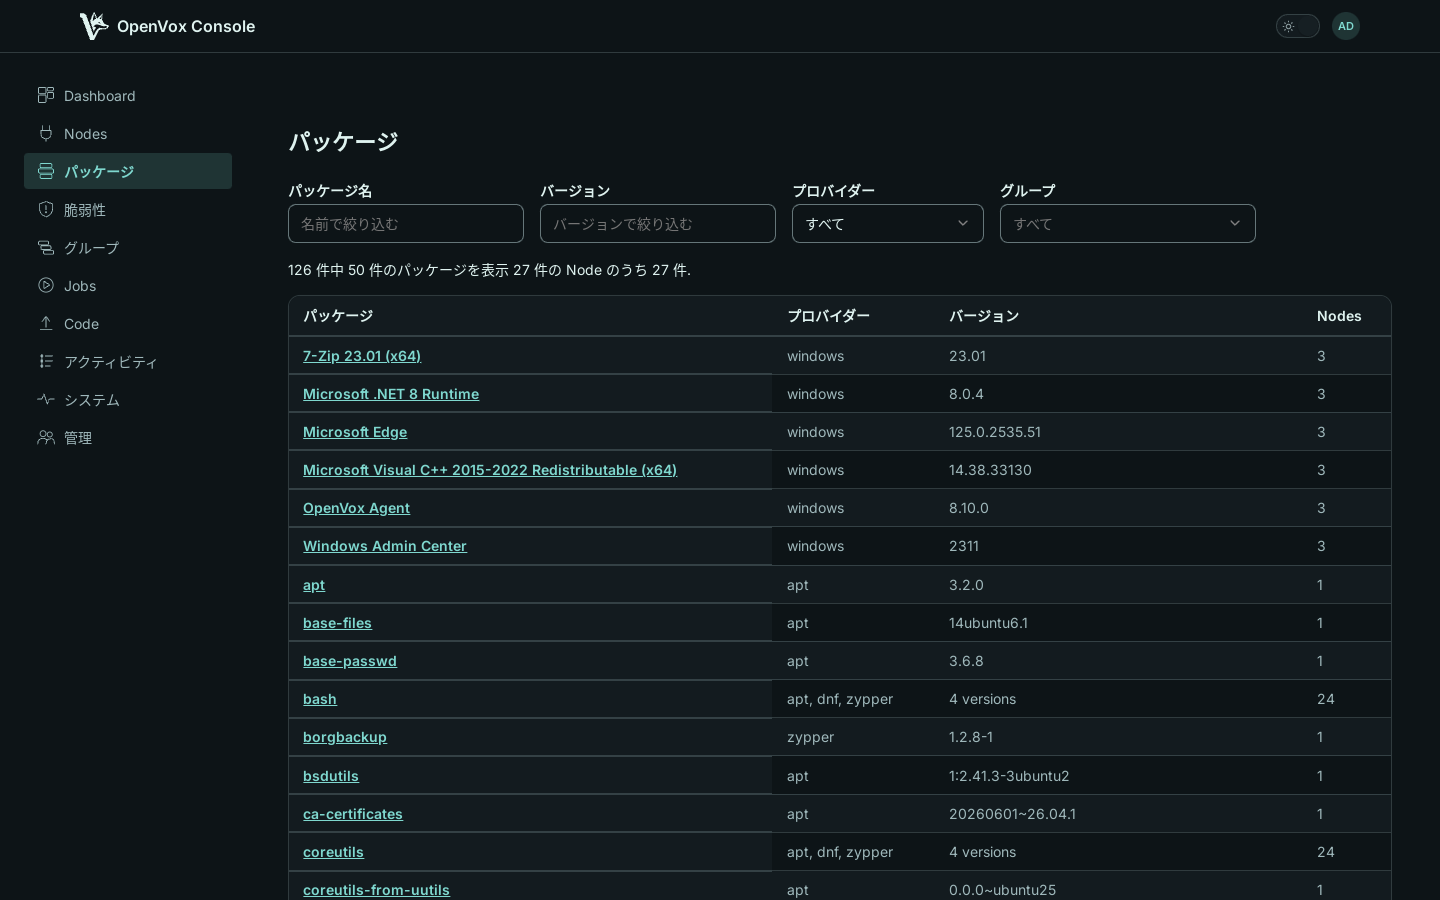 OpenVox Console
AD
Dashboard
Nodes
パッケージ
脆弱性
グループ
Jobs
Code
アクティビティ
システム
管理
パッケージ
パッケージ名 バージョン プロバイダー グループ
名前で絞り込む バージョンで絞り込む すべて すべて
126 件中 50 件のパッケージを表示 27 件の Node のうち 27 件.
パッケージ プロバイダー バージョン Nodes
7-Zip 23.01 (x64) windows 23.01 3
Microsoft .NET 8 Runtime windows 8.0.4 3
Microsoft Edge windows 125.0.2535.51 3
Microsoft Visual C++ 2015-2022 Redistributable (x64) windows 14.38.33130 3
OpenVox Agent windows 8.10.0 3
Windows Admin Center windows 2311 3
apt apt 3.2.0 1
base-files apt 14ubuntu6.1 1
base-passwd apt 3.6.8 1
bash apt, dnf, zypper 4 versions 24
borgbackup zypper 1.2.8-1 1
bsdutils apt 1:2.41.3-3ubuntu2 1
ca-certificates apt 20260601~26.04.1 1
coreutils apt, dnf, zypper 4 versions 24
coreutils-from-uutils apt 0.0.0~ubuntu25 1